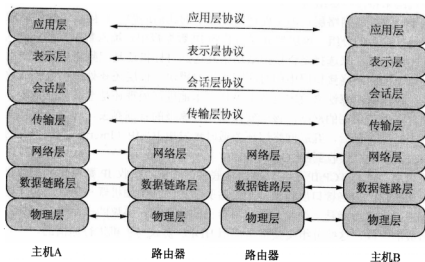 应用层 应用层协议 应用层
表示层 表示层协议 表示层
会话层 会话层协议 会话层
传输层 传输层协议 传输层
网络层 网络层 网络层 网络层
数据链路层 数据链路层 数据链路层 数据链路层
物理层 物理层 物理层 物理层
主机A 路由器 路由器 主机B